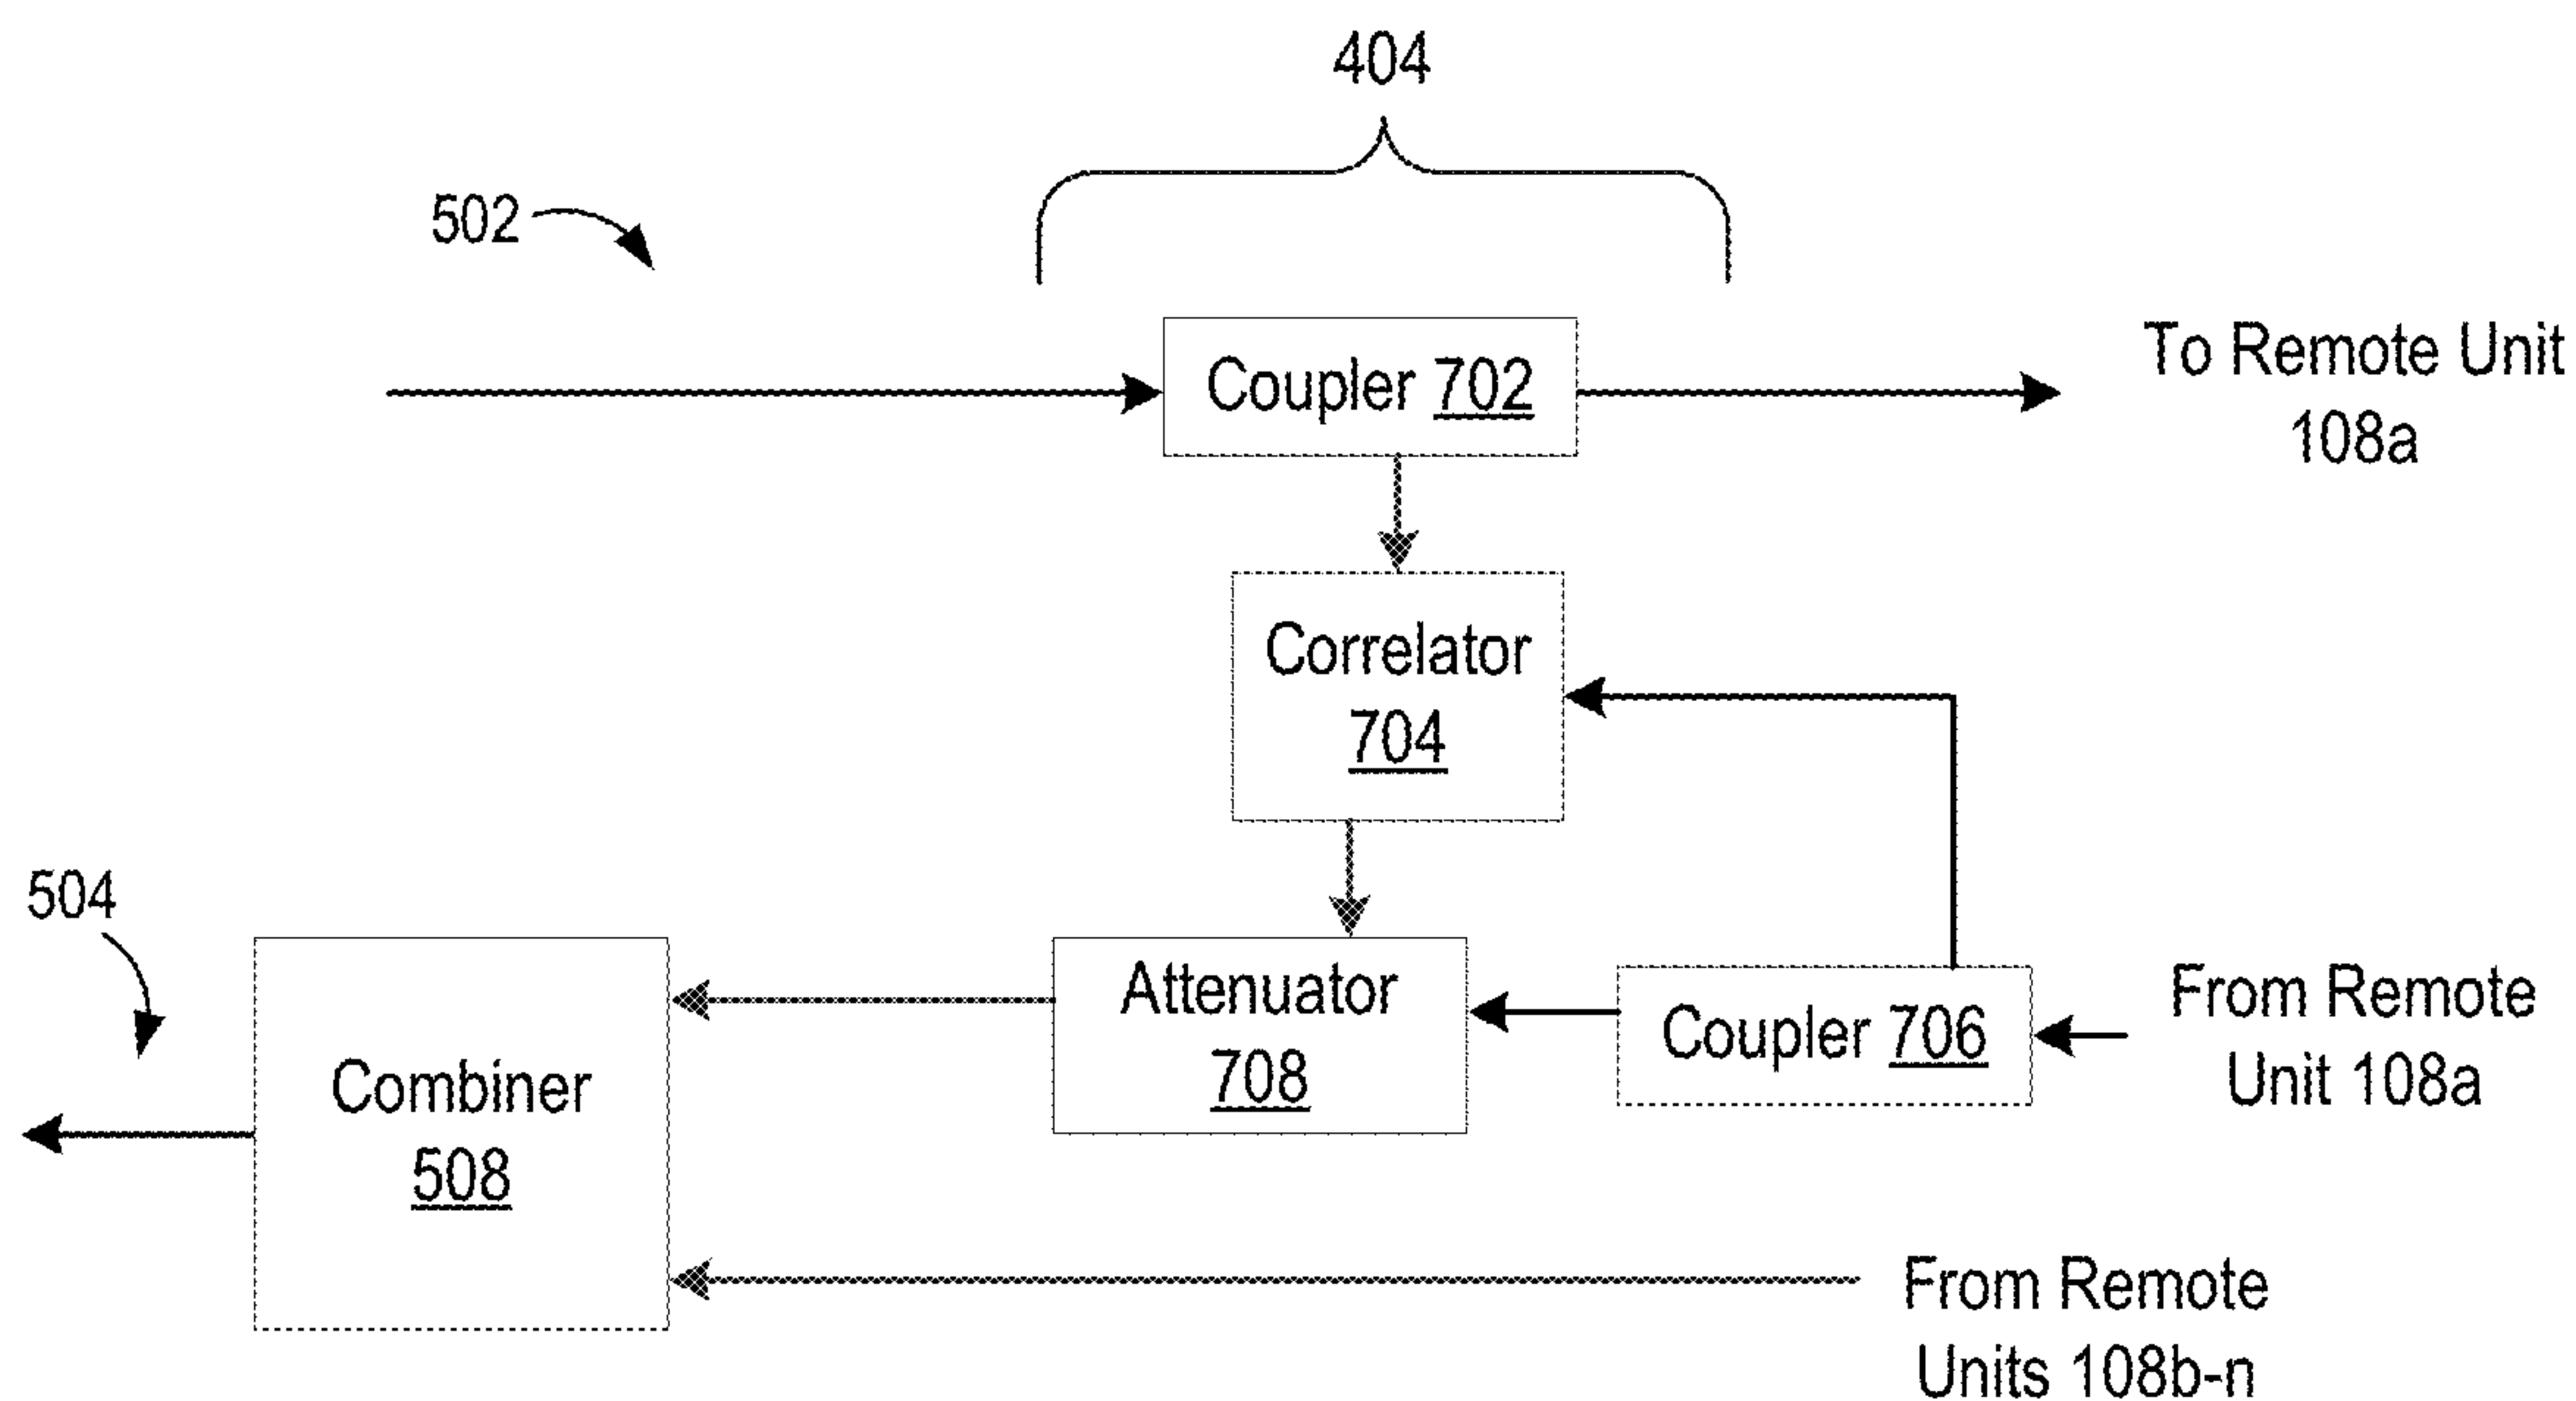 404
502
Coupler 702
To Remote Unit
108a
Correlator
704
504
Attenuator
708
Coupler 706
From Remote
Unit 108a
Combiner
508
From Remote
Units 108b-n